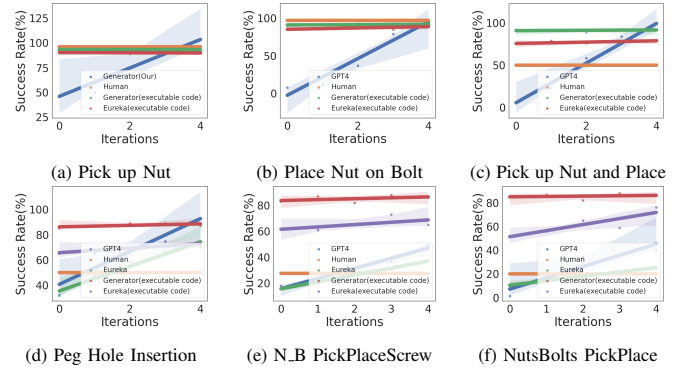 Success Rate(%)
125
100
75
50
25
Generator(Our)
Human
Generator(executable code)
Eureka(executable code)
0
2
4
Iterations
(a) Pick up Nut
Success Rate(%)
100
50
0
GPT4
Human
Generator(executable code)
Eureka(executable code)
0
2
4
Iterations
(b) Place Nut on Bolt
Success Rate(%)
100
50
0
GPT4
Human
Generator(executable code)
Eureka(executable code)
0
2
4
Iterations
(c) Pick up Nut and Place
Success Rate(%)
100
80
60
40
GPT4
Human
Eureka
Generator(executable code)
Eureka(executable code)
0
2
4
Iterations
(d) Peg Hole Insertion
Success Rate(%)
80
60
40
20
GPT4
Human
Eureka
Generator(executable code)
Eureka(executable code)
0
1
2
3
4
Iterations
(e) N_B PickPlaceScrew
Success Rate(%)
80
60
40
20
0
GPT4
Human
Eureka
Generator(executable code)
Eureka(executable code)
0
1
2
3
4
Iterations
(f) NutsBolts PickPlace